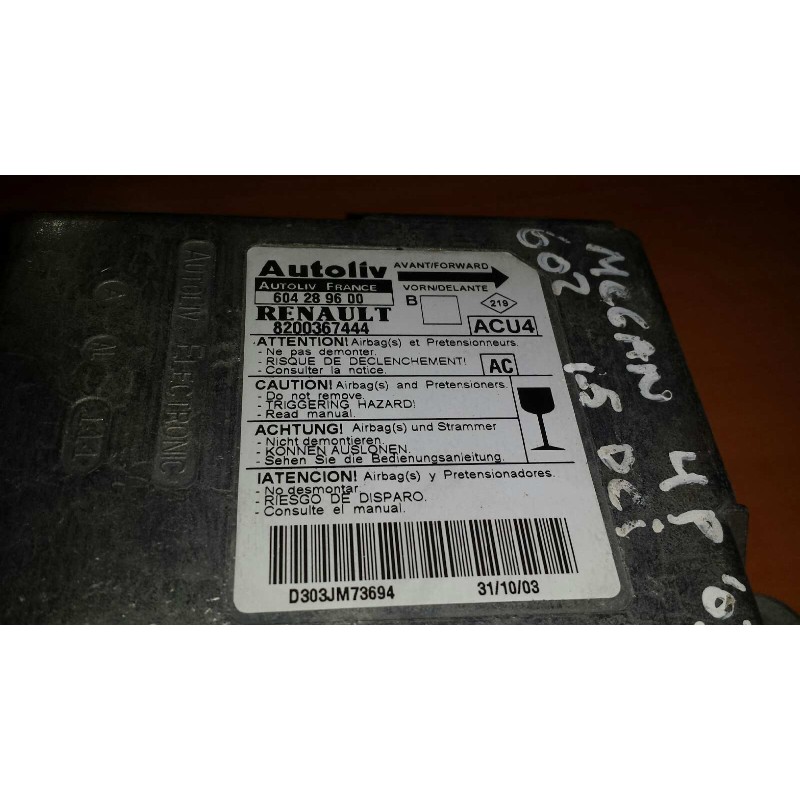 AUTOLIV ELECTRONIC
Autoliv
AVANT/FORWARD
AUTOLIV FRANCE
VORN/DELANTE
604 28 96 00
B
219
RENAULT
8200367444
ACU4
ATTENTION! Airbag(s) et Pretensionneurs.
- Ne pas demonter.
- RISQUE DE DECLENCHEMENT!
- Consulter la notice.
AC
CAUTION! Airbag(s) and Pretensioners.
- Do not remove.
- TRIGGERING HAZARD!
- Read manual.
ACHTUNG! Airbag(s) und Strammer
- Nicht demontieren.
- KONNEN AUSLONEN.
- Sehen Sie die Bedienungsanleitung.
!ATENCION! Airbag(s) y Pretensionadores.
- No desmontar.
- RIESGO DE DISPARO.
- Consulte el manual.
D303JM73694
31/10/03
MEGAN 4P
602 1.5 DCi